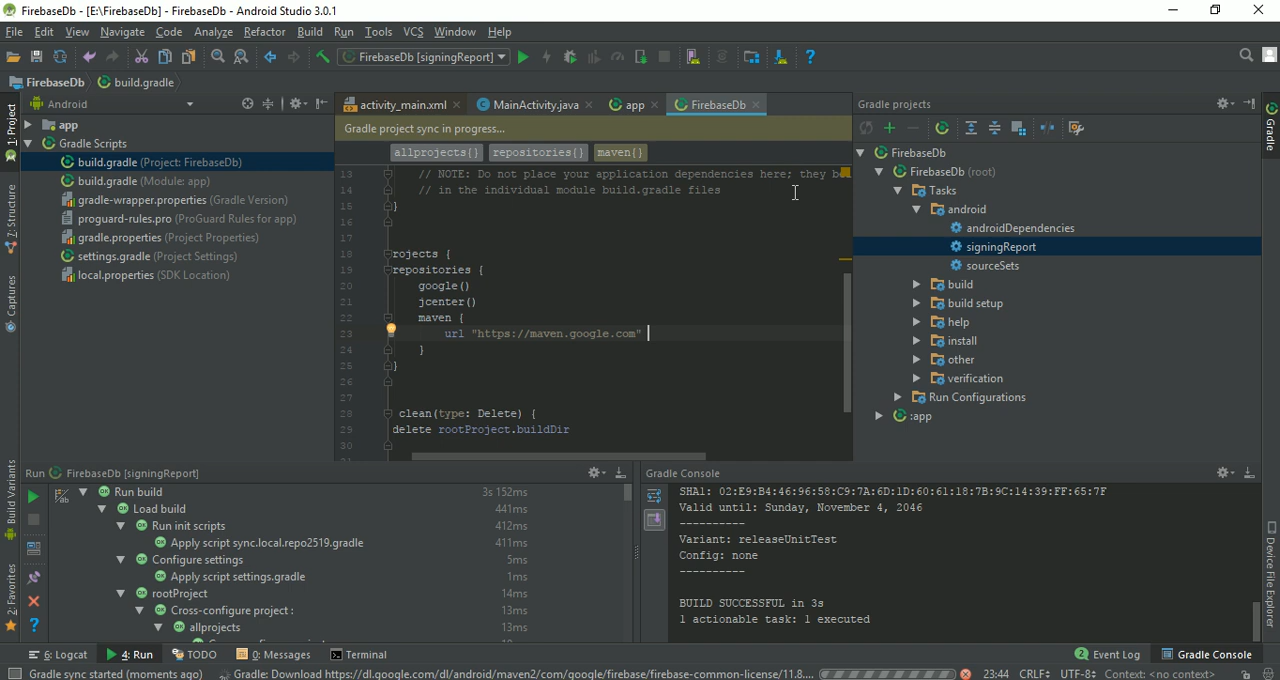 FirebaseDb - [E:\FirebaseDb] - FirebaseDb - Android Studio 3.0.1
File Edit View Navigate Code Analyze Refactor Build Run Tools VCS Window Help
FirebaseDb [signingReport]
FirebaseDb build.gradle
Android
activity_main.xml MainActivity.java app FirebaseDb
Gradle projects
1: Project
Z: Structure
Captures
Build Variants
2: Favorites
app
Gradle Scripts
build.gradle (Project: FirebaseDb)
build.gradle (Module: app)
gradle-wrapper.properties (Gradle Version)
proguard-rules.pro (ProGuard Rules for app)
gradle.properties (Project Properties)
settings.gradle (Project Settings)
local.properties (SDK Location)
Gradle project sync in progress...
allprojects{} repositories{} maven{}
13 // NOTE: Do not place your application dependencies here; they b
14 // in the individual module build.gradle files
15 }
16
17
18 rojects {
19 repositories {
20 google()
21 jcenter()
22 maven {
23 url "https://maven.google.com"
24 }
25 }
26
27
28 clean(type: Delete) {
29 delete rootProject.buildDir
30
FirebaseDb
FirebaseDb (root)
Tasks
android
androidDependencies
signingReport
sourceSets
build
build setup
help
install
other
verification
Run Configurations
:app
Gradle
Device File Explorer
Run FirebaseDb [signingReport]
Run build 3s 152ms
Load build 441ms
Run init scripts 412ms
Apply script sync.local.repo2519.gradle 411ms
Configure settings 5ms
Apply script settings.gradle 1ms
rootProject 14ms
Cross-configure project : 13ms
allprojects 13ms
Gradle Console
SHA1: 02:E9:B4:46:96:58:C9:7A:6D:1D:60:61:18:7B:9C:14:39:FF:65:7F
Valid until: Sunday, November 4, 2046
----------
Variant: releaseUnitTest
Config: none
----------
BUILD SUCCESSFUL in 3s
1 actionable task: 1 executed
6: Logcat 4: Run TODO 0: Messages Terminal 2 Event Log Gradle Console
Gradle sync started (moments ago) Gradle: Download https://dl.google.com/dl/android/maven2/com/google/firebase/firebase-common-license/11.8.... 23:44 CRLF UTF-8 Context: <no context>